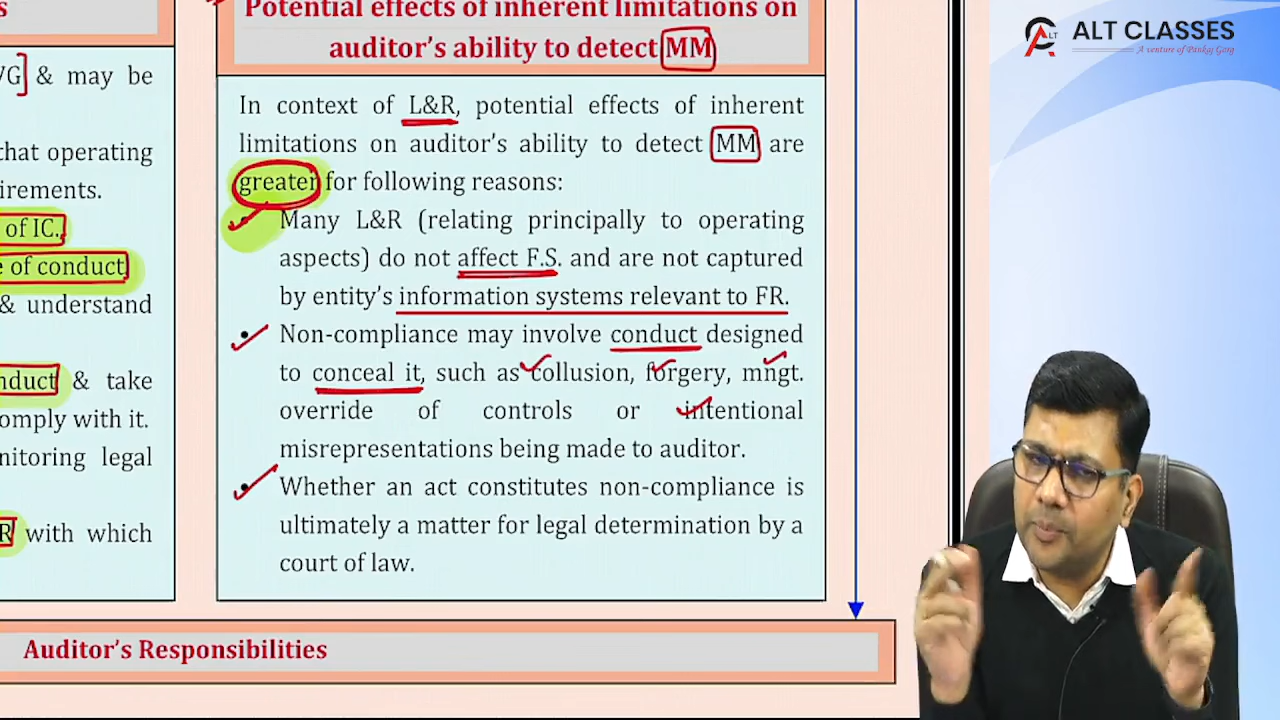 s
VG] & may be
that operating
irements.
of IC.
e of conduct
& understand
nduct & take
omply with it.
nitoring legal
R with which
Potential effects of inherent limitations on
auditor's ability to detect MM
In context of L&R, potential effects of inherent
limitations on auditor's ability to detect MM are
greater for following reasons:
• Many L&R (relating principally to operating
aspects) do not affect F.S. and are not captured
by entity's information systems relevant to FR.
• Non-compliance may involve conduct designed
to conceal it, such as collusion, forgery, mngt.
override of controls or intentional
misrepresentations being made to auditor.
• Whether an act constitutes non-compliance is
ultimately a matter for legal determination by a
court of law.
Auditor's Responsibilities
ALT
ALT CLASSES
A venture of Pankaj Garg